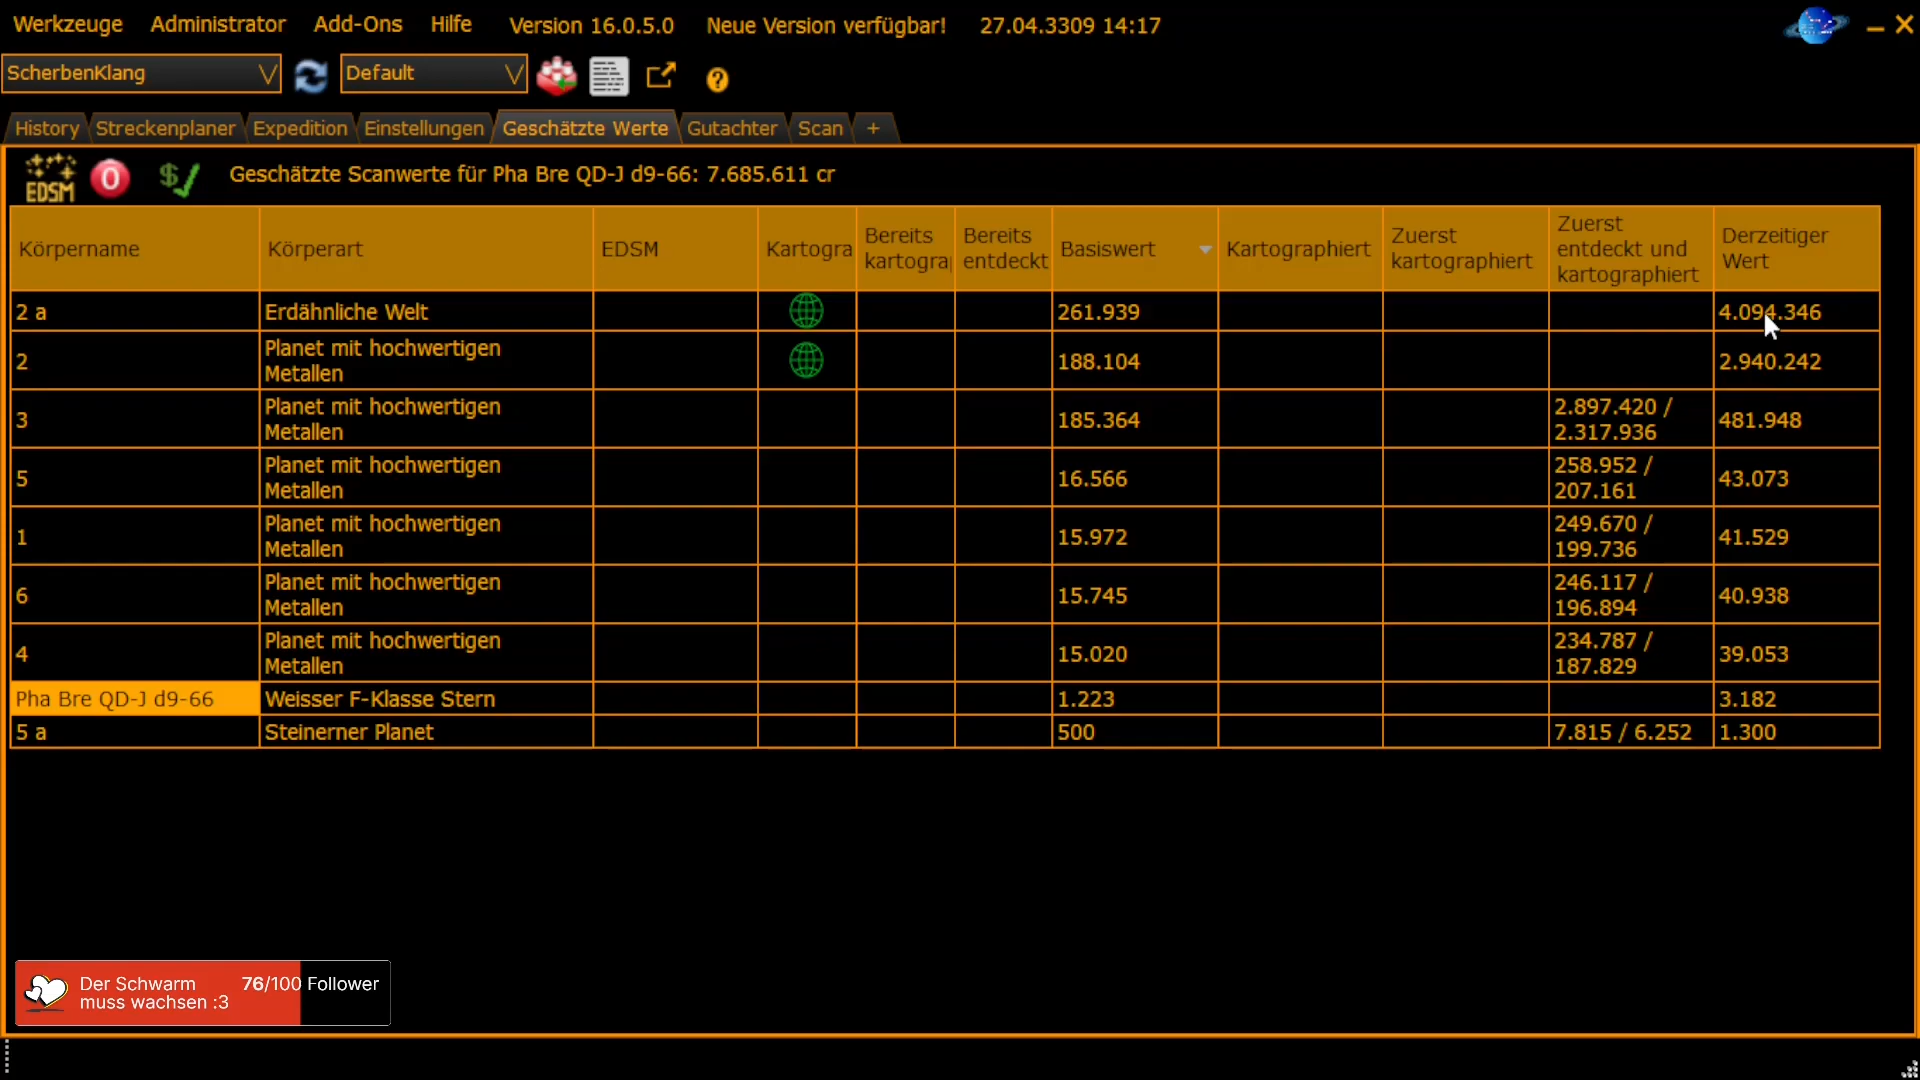 Werkzeuge Administrator Add-Ons Hilfe Version 16.0.5.0 Neue Version verfügbar! 27.04.3309 14:17
ScherbenKlang Default
History Streckenplaner Expedition Einstellungen Geschätzte Werte Gutachter Scan +
EDSM 0 $ Geschätzte Scanwerte für Pha Bre QD-J d9-66: 7.685.611 cr
Körpername Körperart EDSM Kartogra Bereits kartogra Bereits entdeckt Basiswert Kartographiert Zuerst kartographiert Zuerst entdeckt und kartographiert Derzeitiger Wert
2 a Erdähnliche Welt 261.939 4.094.346
2 Planet mit hochwertigen Metallen 188.104 2.940.242
3 Planet mit hochwertigen Metallen 185.364 2.897.420 / 2.317.936 481.948
5 Planet mit hochwertigen Metallen 16.566 258.952 / 207.161 43.073
1 Planet mit hochwertigen Metallen 15.972 249.670 / 199.736 41.529
6 Planet mit hochwertigen Metallen 15.745 246.117 / 196.894 40.938
4 Planet mit hochwertigen Metallen 15.020 234.787 / 187.829 39.053
Pha Bre QD-J d9-66 Weisser F-Klasse Stern 1.223 3.182
5 a Steinerner Planet 500 7.815 / 6.252 1.300
Der Schwarm 76/100 Follower
muss wachsen :3